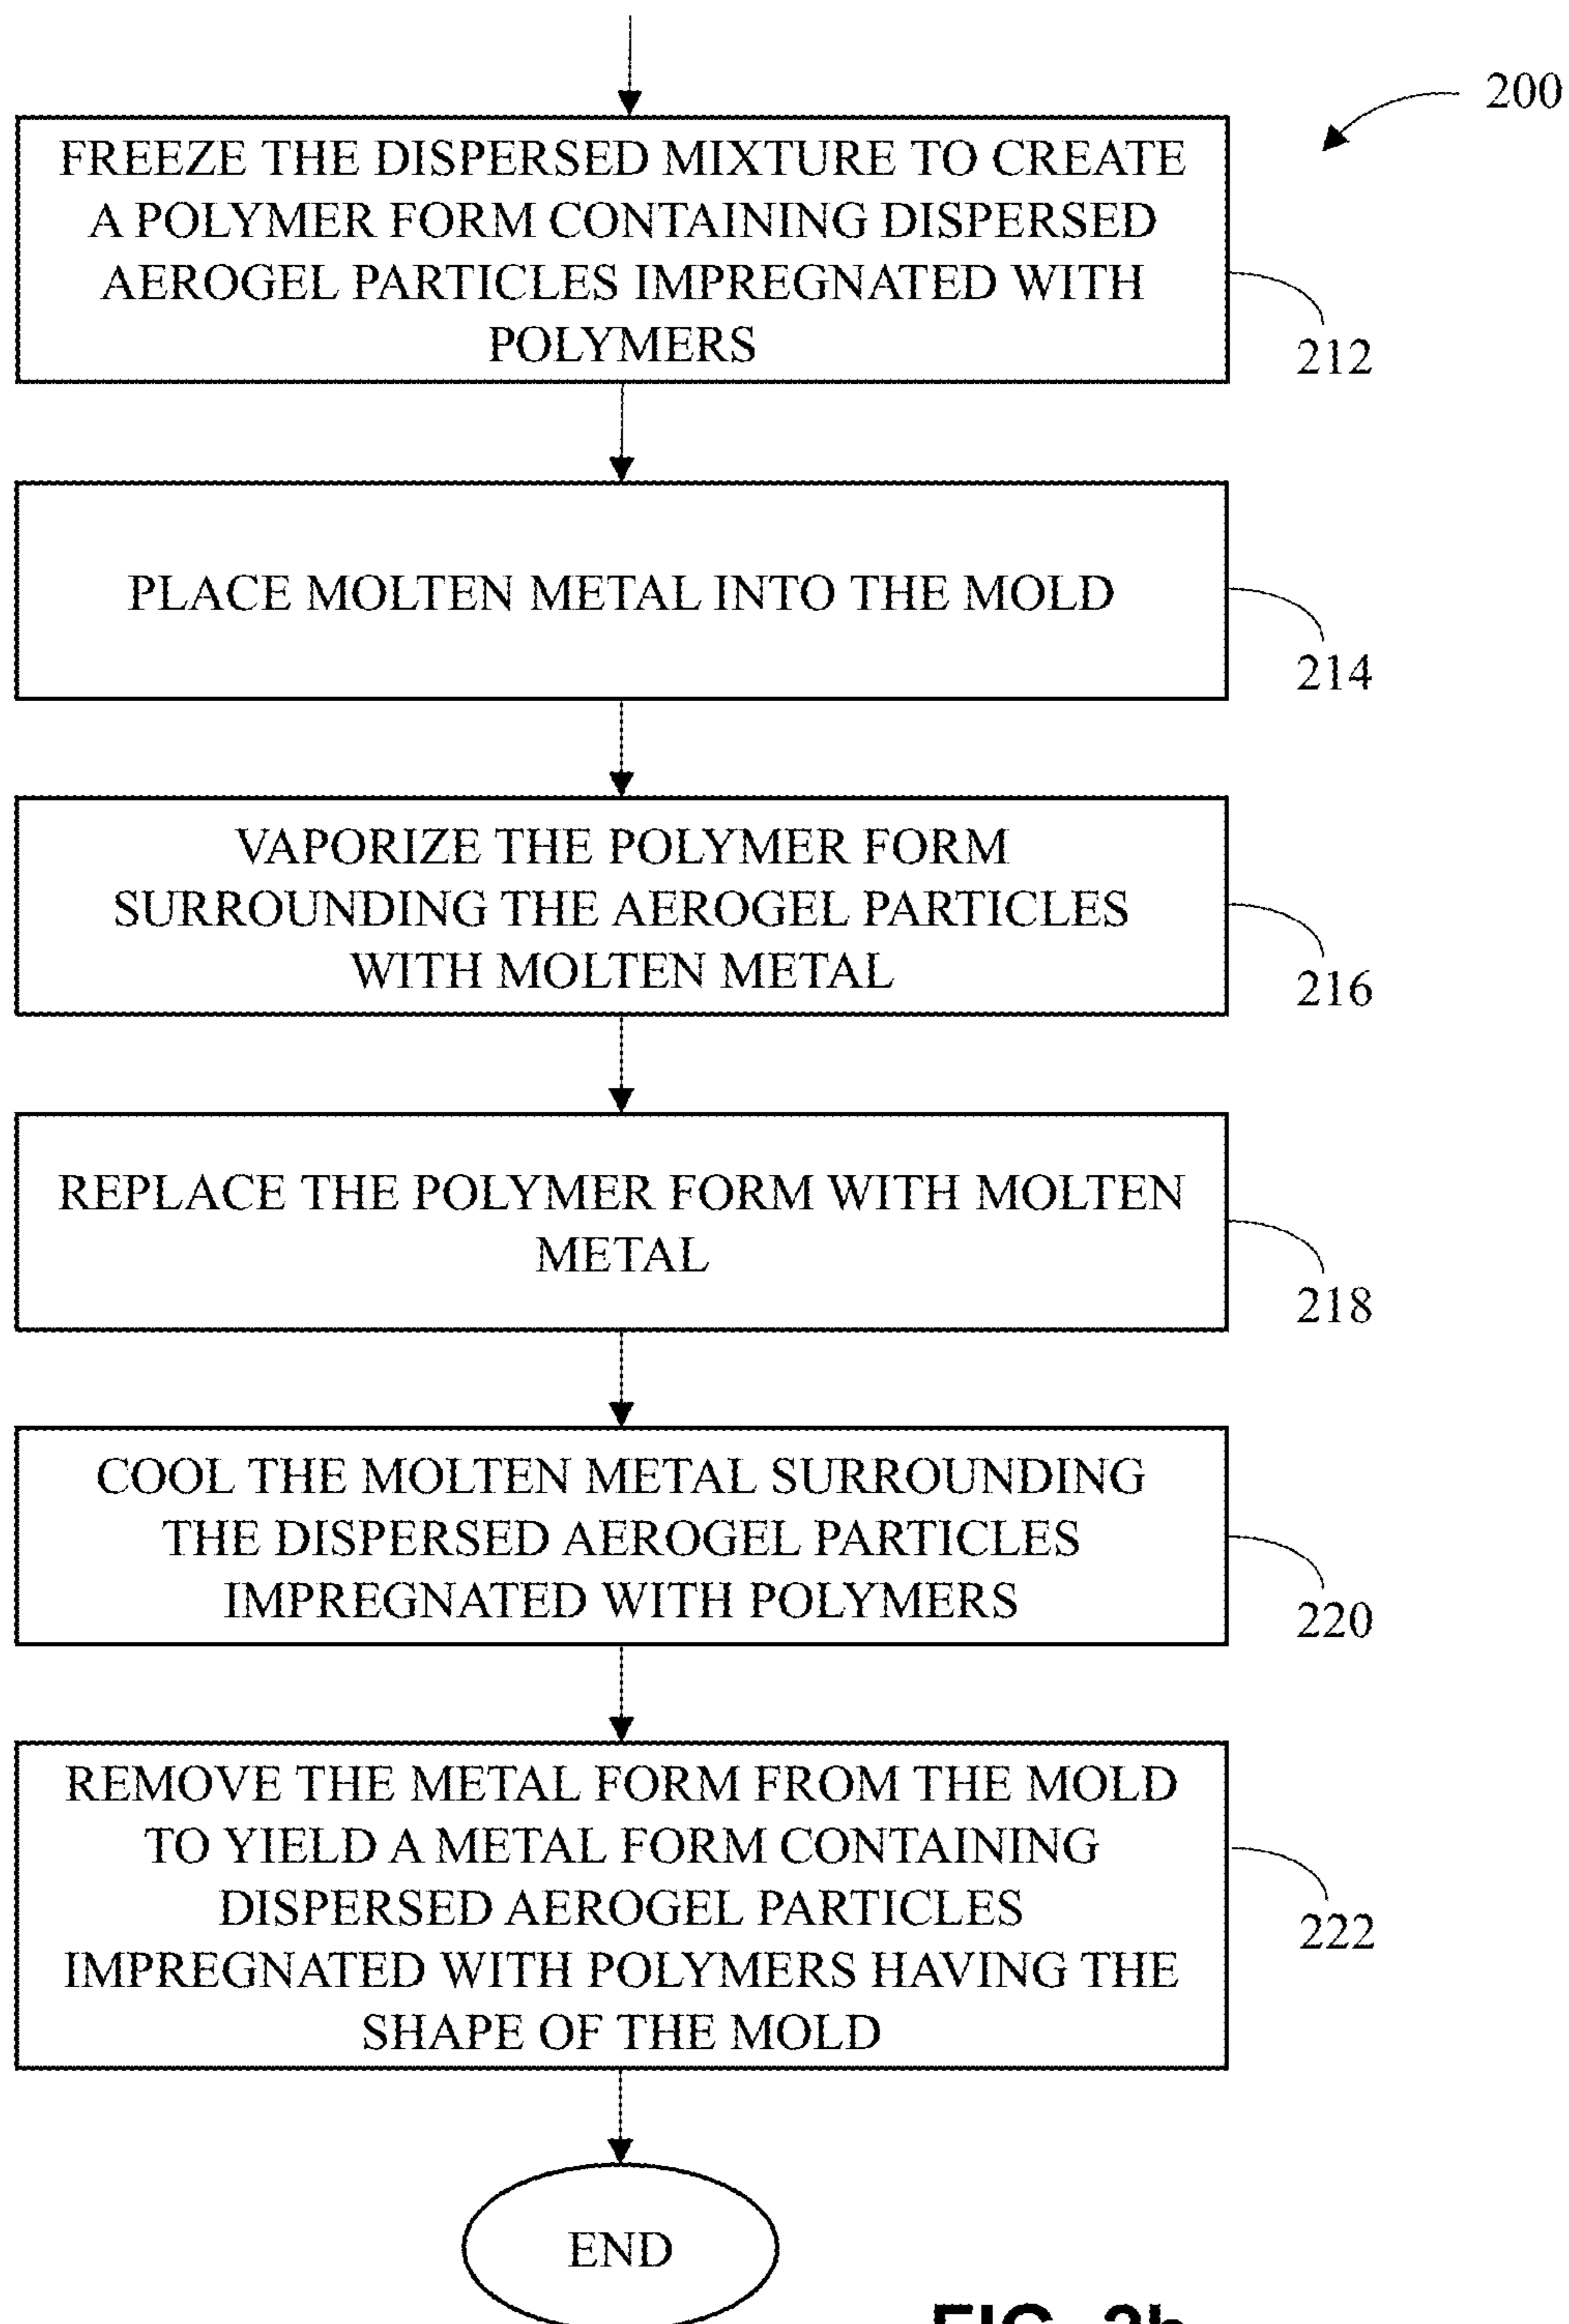 200
FREEZE THE DISPERSED MIXTURE TO CREATE
A POLYMER FORM CONTAINING DISPERSED
AEROGEL PARTICLES IMPREGNATED WITH
POLYMERS
212
PLACE MOLTEN METAL INTO THE MOLD
214
VAPORIZE THE POLYMER FORM
SURROUNDING THE AEROGEL PARTICLES
WITH MOLTEN METAL
216
REPLACE THE POLYMER FORM WITH MOLTEN
METAL
218
COOL THE MOLTEN METAL SURROUNDING
THE DISPERSED AEROGEL PARTICLES
IMPREGNATED WITH POLYMERS
220
REMOVE THE METAL FORM FROM THE MOLD
TO YIELD A METAL FORM CONTAINING
DISPERSED AEROGEL PARTICLES
IMPREGNATED WITH POLYMERS HAVING THE
SHAPE OF THE MOLD
222
END
FIG.